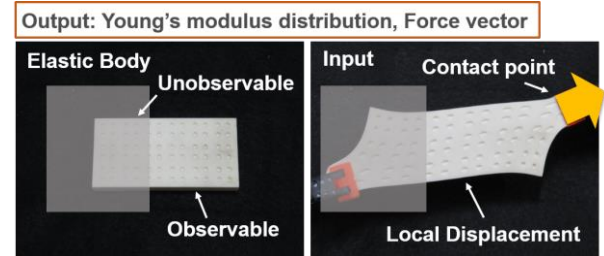 Output: Young's modulus distribution, Force vector
Elastic Body
Unobservable
Observable
Input
Contact point
Local Displacement